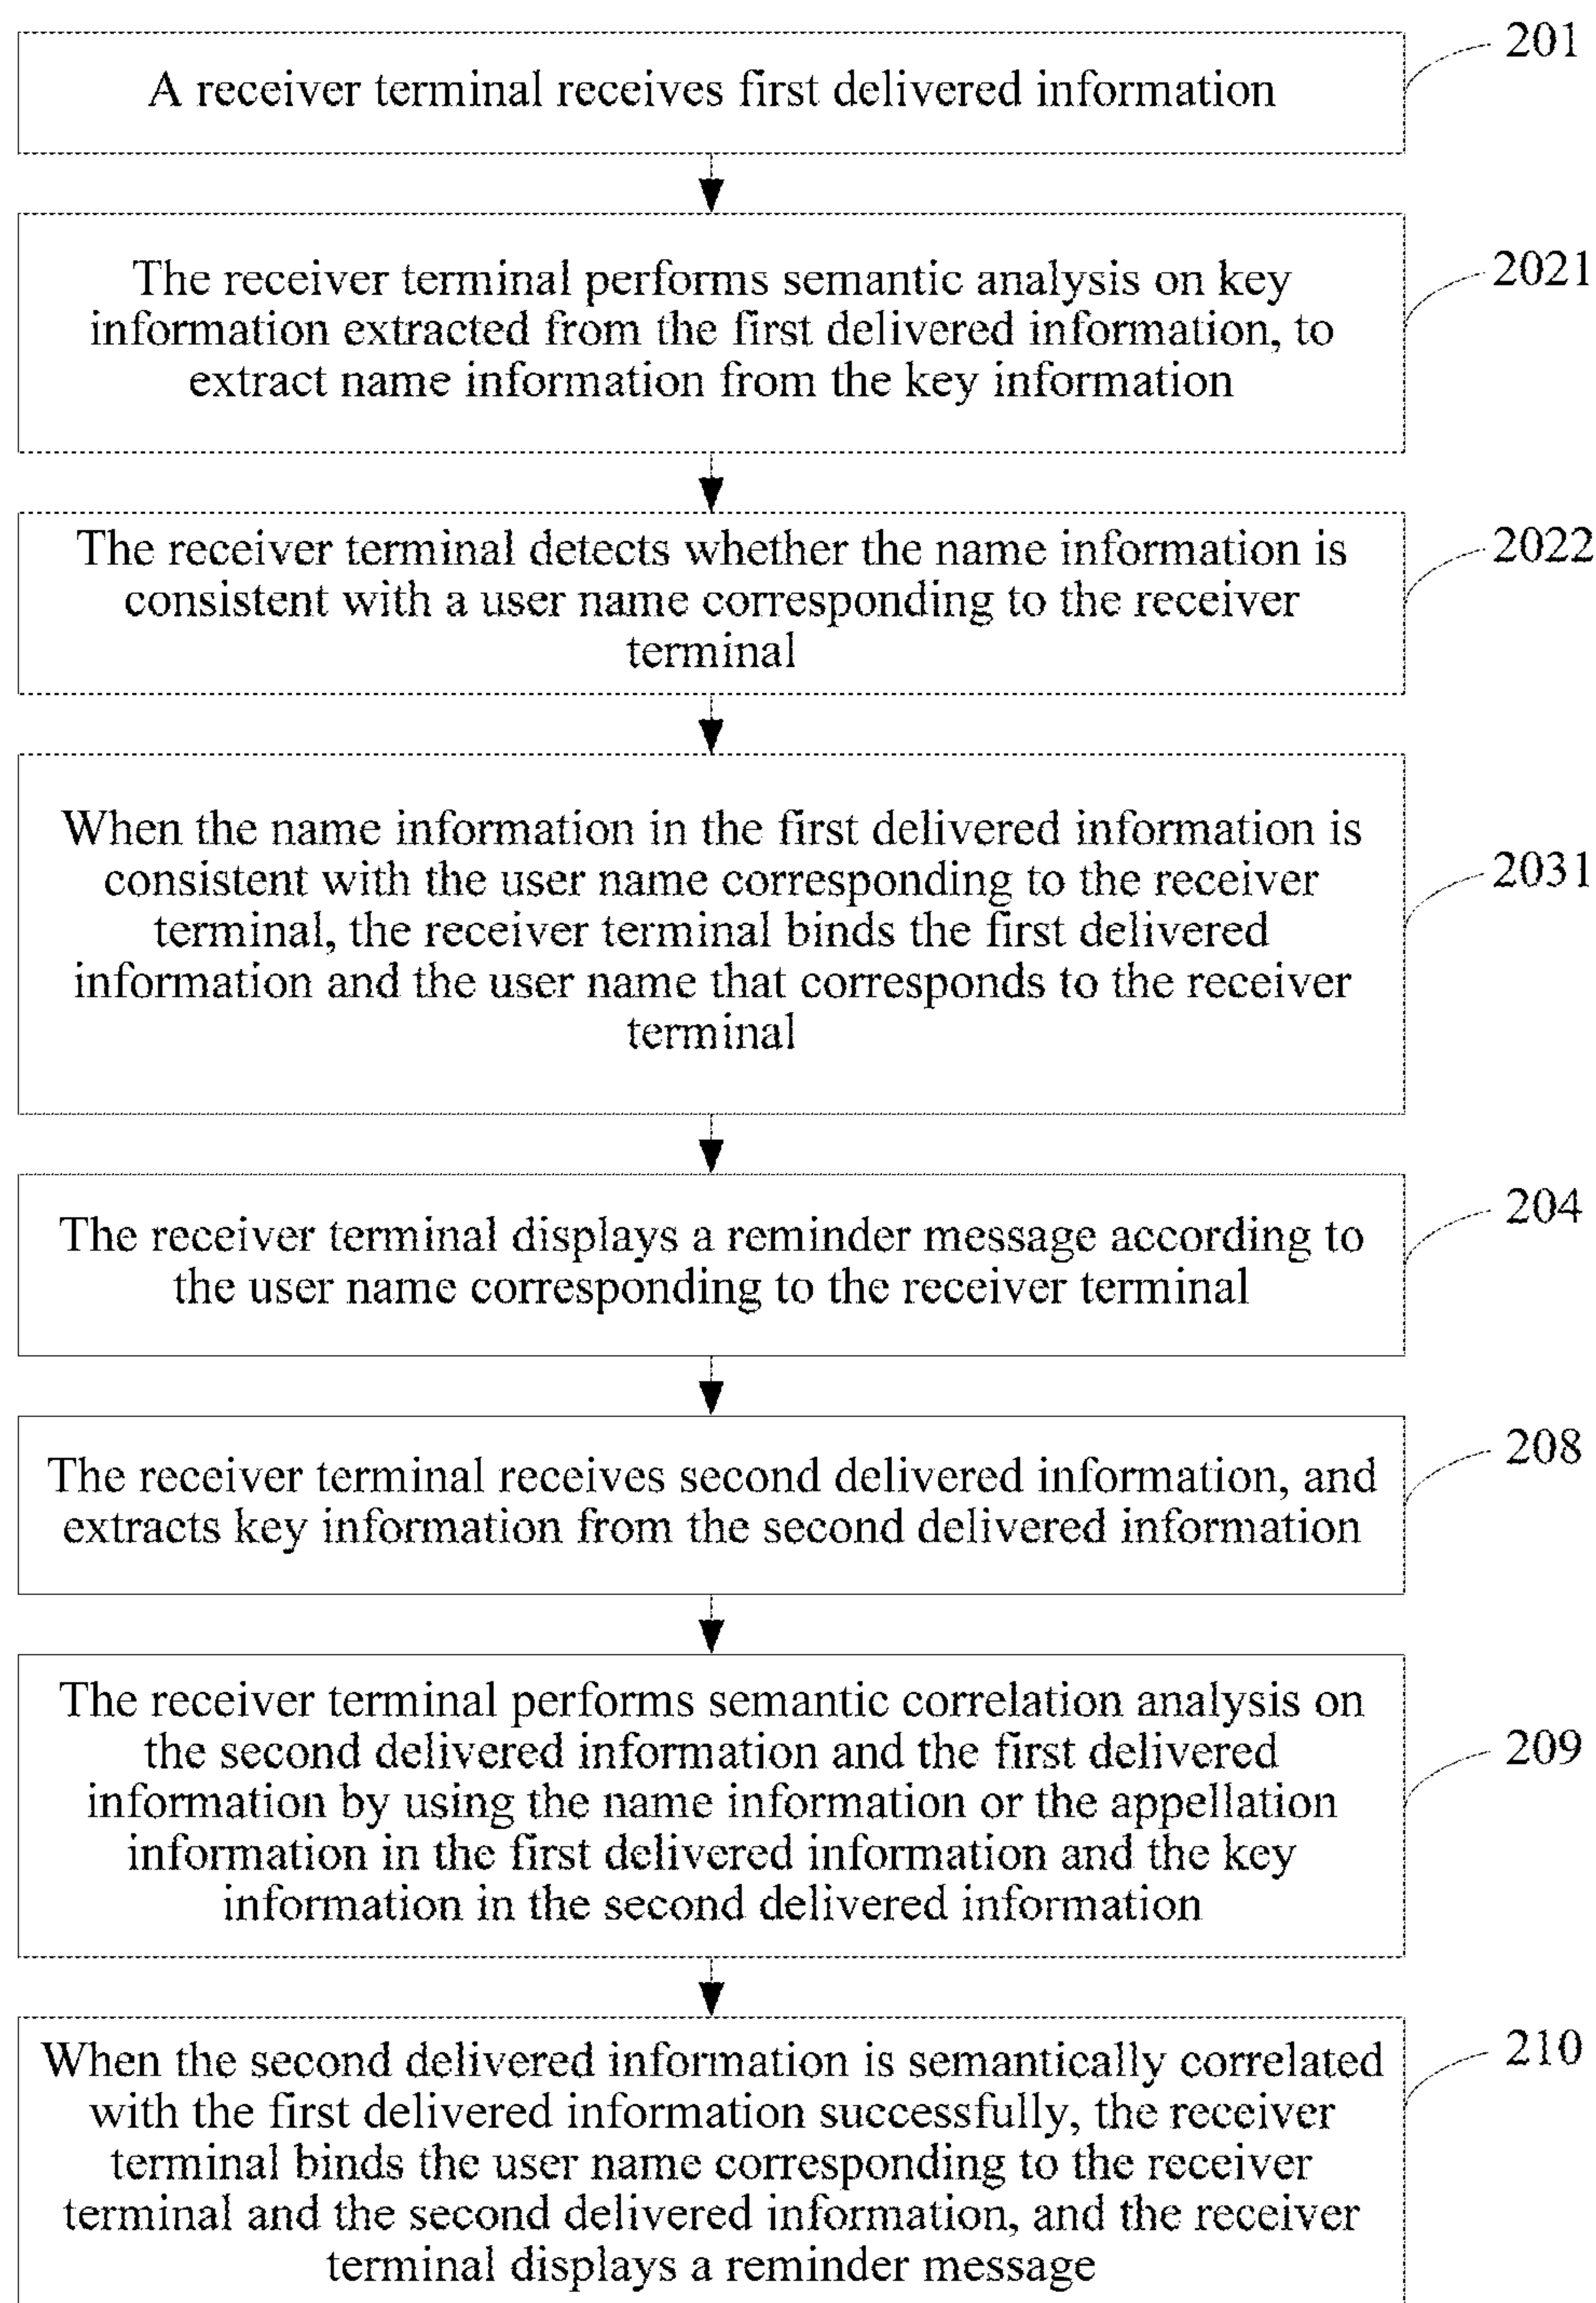 201
A receiver terminal receives first delivered information
2021
The receiver terminal performs semantic analysis on key
information extracted from the first delivered information, to
extract name information from the key information
2022
The receiver terminal detects whether the name information is
consistent with a user name corresponding to the receiver
terminal
2031
When the name information in the first delivered information is
consistent with the user name corresponding to the receiver
terminal, the receiver terminal binds the first delivered
information and the user name that corresponds to the receiver
terminal
204
The receiver terminal displays a reminder message according to
the user name corresponding to the receiver terminal
208
The receiver terminal receives second delivered information, and
extracts key information from the second delivered information
209
The receiver terminal performs semantic correlation analysis on
the second delivered information and the first delivered
information by using the name information or the appellation
information in the first delivered information and the key
information in the second delivered information
210
When the second delivered information is semantically correlated
with the first delivered information successfully, the receiver
terminal binds the user name corresponding to the receiver
terminal and the second delivered information, and the receiver
terminal displays a reminder message